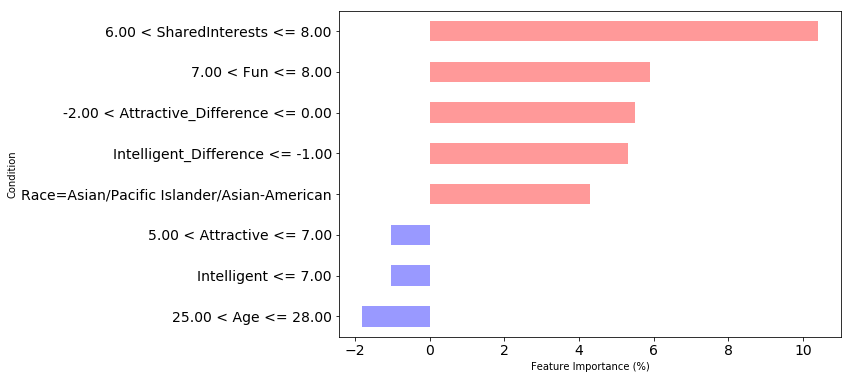 6.00 < SharedInterests <= 8.00
7.00 < Fun <= 8.00
-2.00 < Attractive_Difference <= 0.00
Intelligent_Difference <= -1.00
Race=Asian/Pacific Islander/Asian-American
5.00 < Attractive <= 7.00
Intelligent <= 7.00
25.00 < Age <= 28.00
Condition
−2 0 2 4 6 8 10
Feature Importance (%)